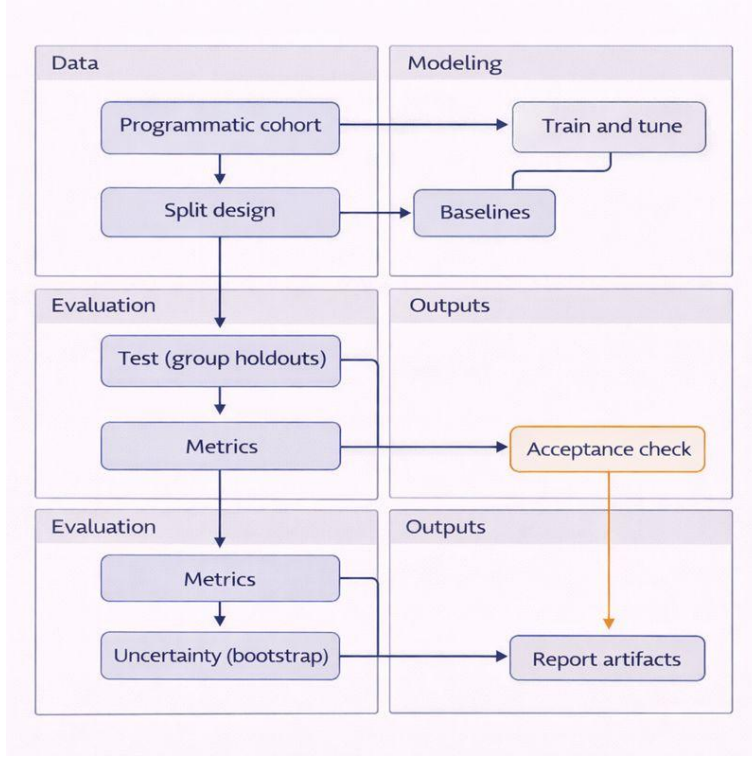 Data
Modeling
Programmatic cohort
Train and tune
Split design
Baselines
Evaluation
Outputs
Test (group holdouts)
Metrics
Acceptance check
Evaluation
Outputs
Metrics
Uncertainty (bootstrap)
Report artifacts